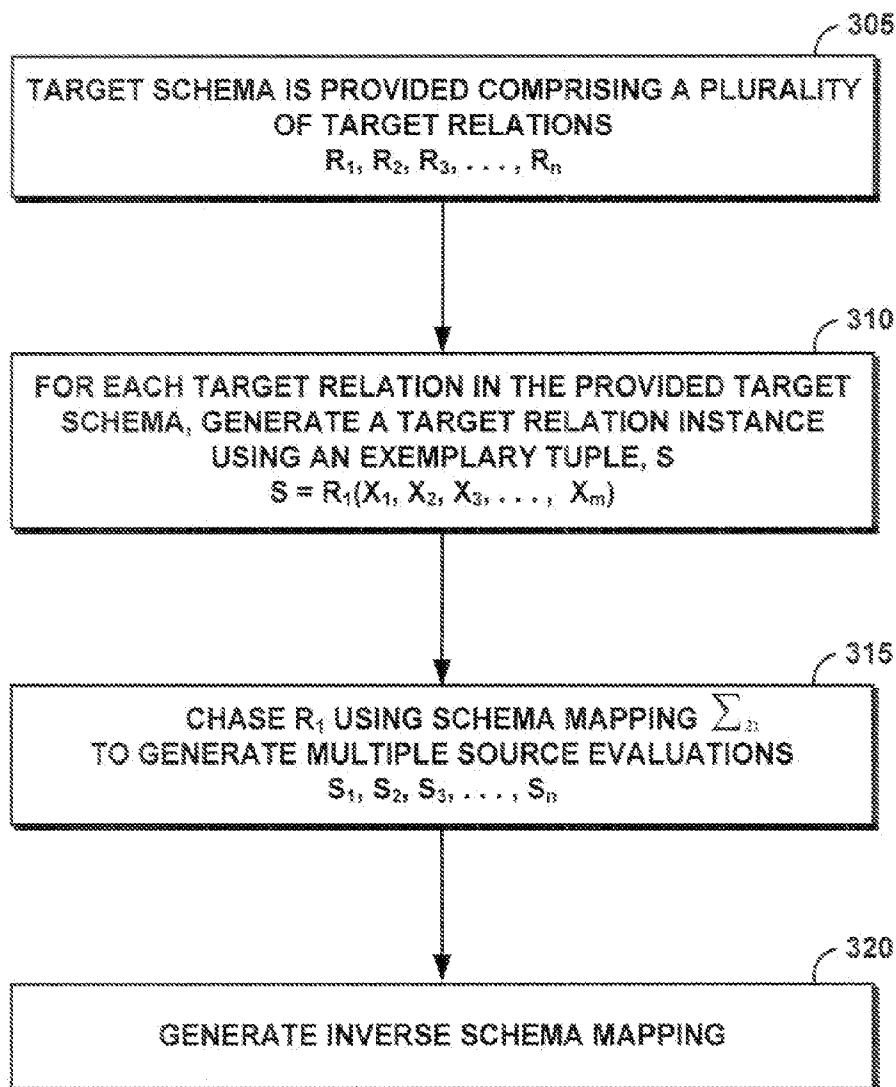 305
TARGET SCHEMA IS PROVIDED COMPRISING A PLURALITY
OF TARGET RELATIONS
R₁, R₂, R₃, . . . , Rₙ
310
FOR EACH TARGET RELATION IN THE PROVIDED TARGET
SCHEMA, GENERATE A TARGET RELATION INSTANCE
USING AN EXEMPLARY TUPLE, S
S = R₁(X₁, X₂, X₃, . . . , Xₘ)
315
CHASE R₁ USING SCHEMA MAPPING ∑₂₁
TO GENERATE MULTIPLE SOURCE EVALUATIONS
S₁, S₂, S₃, . . . , Sₙ
320
GENERATE INVERSE SCHEMA MAPPING